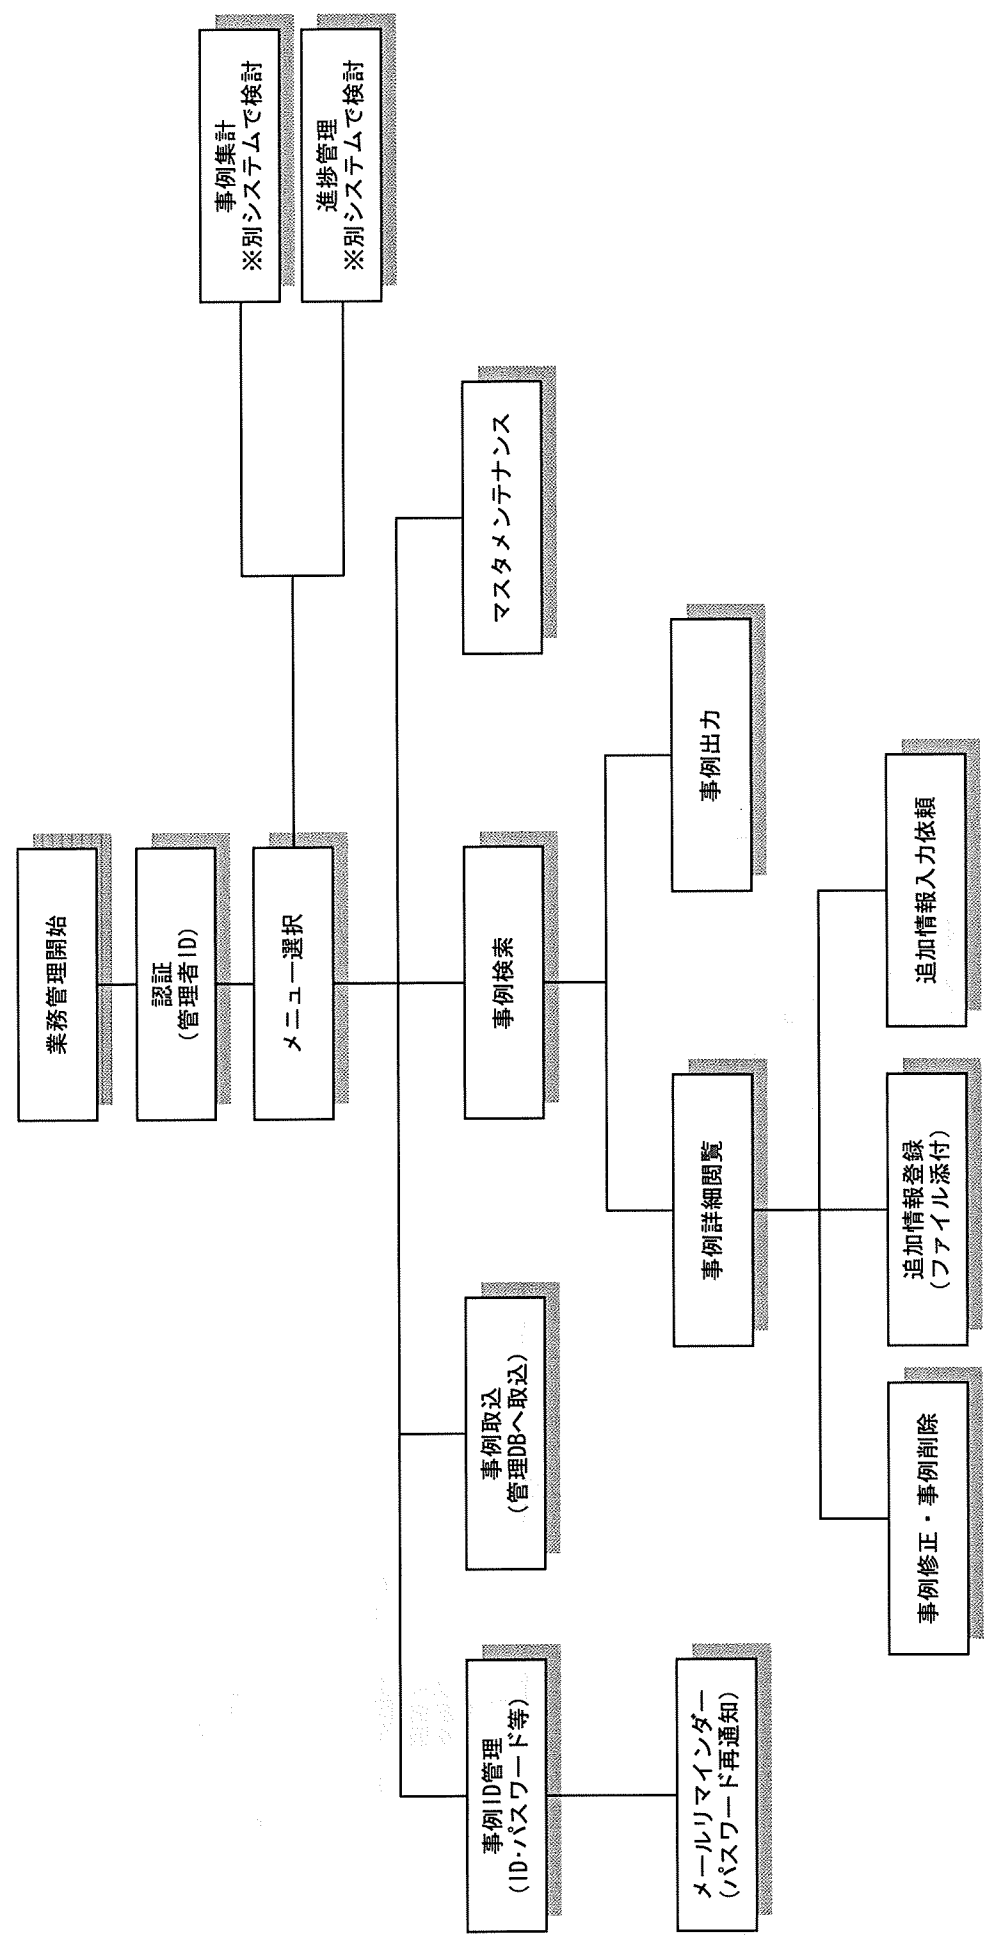 業務管理開始
認証
(管理者ID)
メニュー選択
事例集計
※別システムで検討
進捗管理
※別システムで検討
事例ID管理
(ID・パスワード等)
事例取込
(管理DBへ取込)
事例検索
マスタメンテナンス
メールリマインダー
(パスワード再通知)
事例詳細閲覧
事例出力
事例修正・事例削除
追加情報登録
(ファイル添付)
追加情報入力依頼